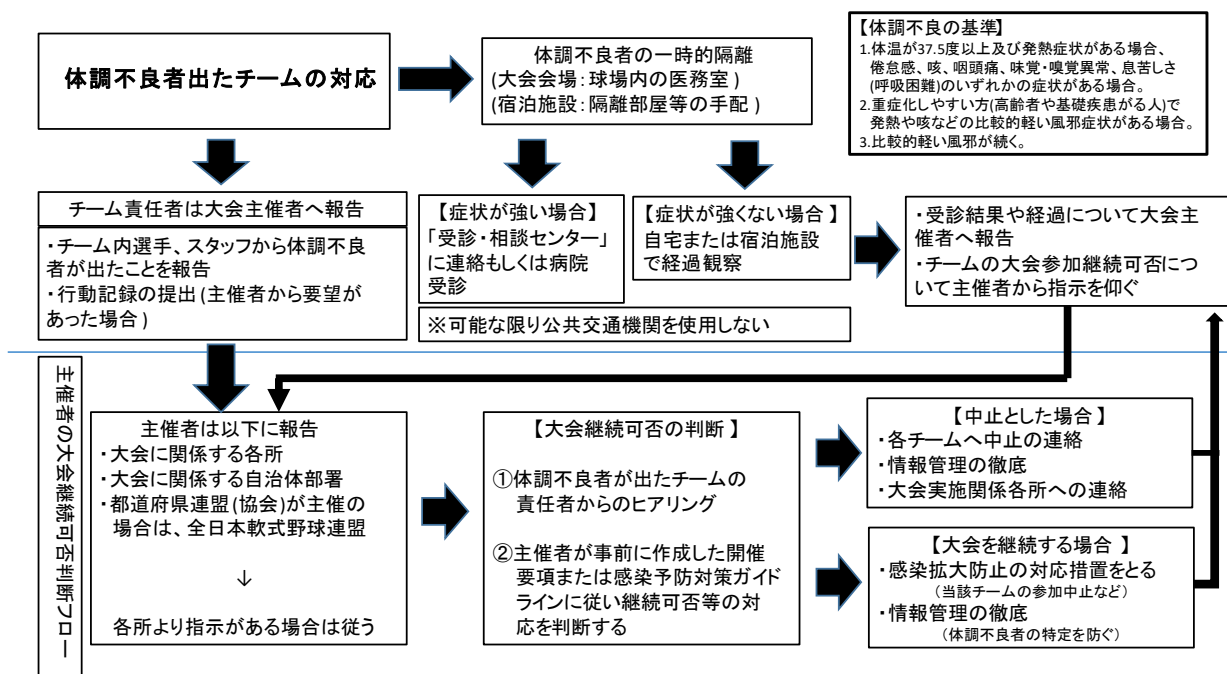 体調不良者出たチームの対応
体調不良者の一時的隔離
(大会会場：球場内の医務室)
(宿泊施設：隔離部屋等の手配 )
【体調不良の基準】
1.体温が37.5度以上及び発熱症状がある場合、
倦怠感、咳、咽頭痛、味覚・嗅覚異常、息苦しさ
(呼吸困難)のいずれかの症状がある場合。
2.重症化しやすい方(高齢者や基礎疾患がる人)で
発熱や咳などの比較的軽い風邪症状がある場合。
3.比較的軽い風邪が続く。
チーム責任者は大会主催者へ報告
・チーム内選手、スタッフから体調不良
者が出たことを報告
・行動記録の提出(主催者から要望が
あった場合)
【症状が強い場合】
「受診・相談センター」
に連絡もしくは病院
受診
【症状が強くない場合 】
自宅または宿泊施設
で経過観察
※可能な限り公共交通機関を使用しない
・受診結果や経過について大会主
催者へ報告
・チームの大会参加継続可否につ
いて主催者から指示を仰ぐ
主催者の大会継続可否判断フロー
主催者は以下に報告
・大会に関係する各所
・大会に関係する自治体部署
・都道府県連盟(協会)が主催の
場合は、全日本軟式野球連盟
↓
各所より指示がある場合は従う
【大会継続可否の判断 】
①体調不良者が出たチームの
責任者からのヒアリング
②主催者が事前に作成した開催
要項または感染予防対策ガイド
ラインに従い継続可否等の対
応を判断する
【中止とした場合 】
・各チームへ中止の連絡
・情報管理の徹底
・大会実施関係各所への連絡
【大会を継続する場合 】
・感染拡大防止の対応措置をとる
(当該チームの参加中止など)
・情報管理の徹底
(体調不良者の特定を防ぐ)